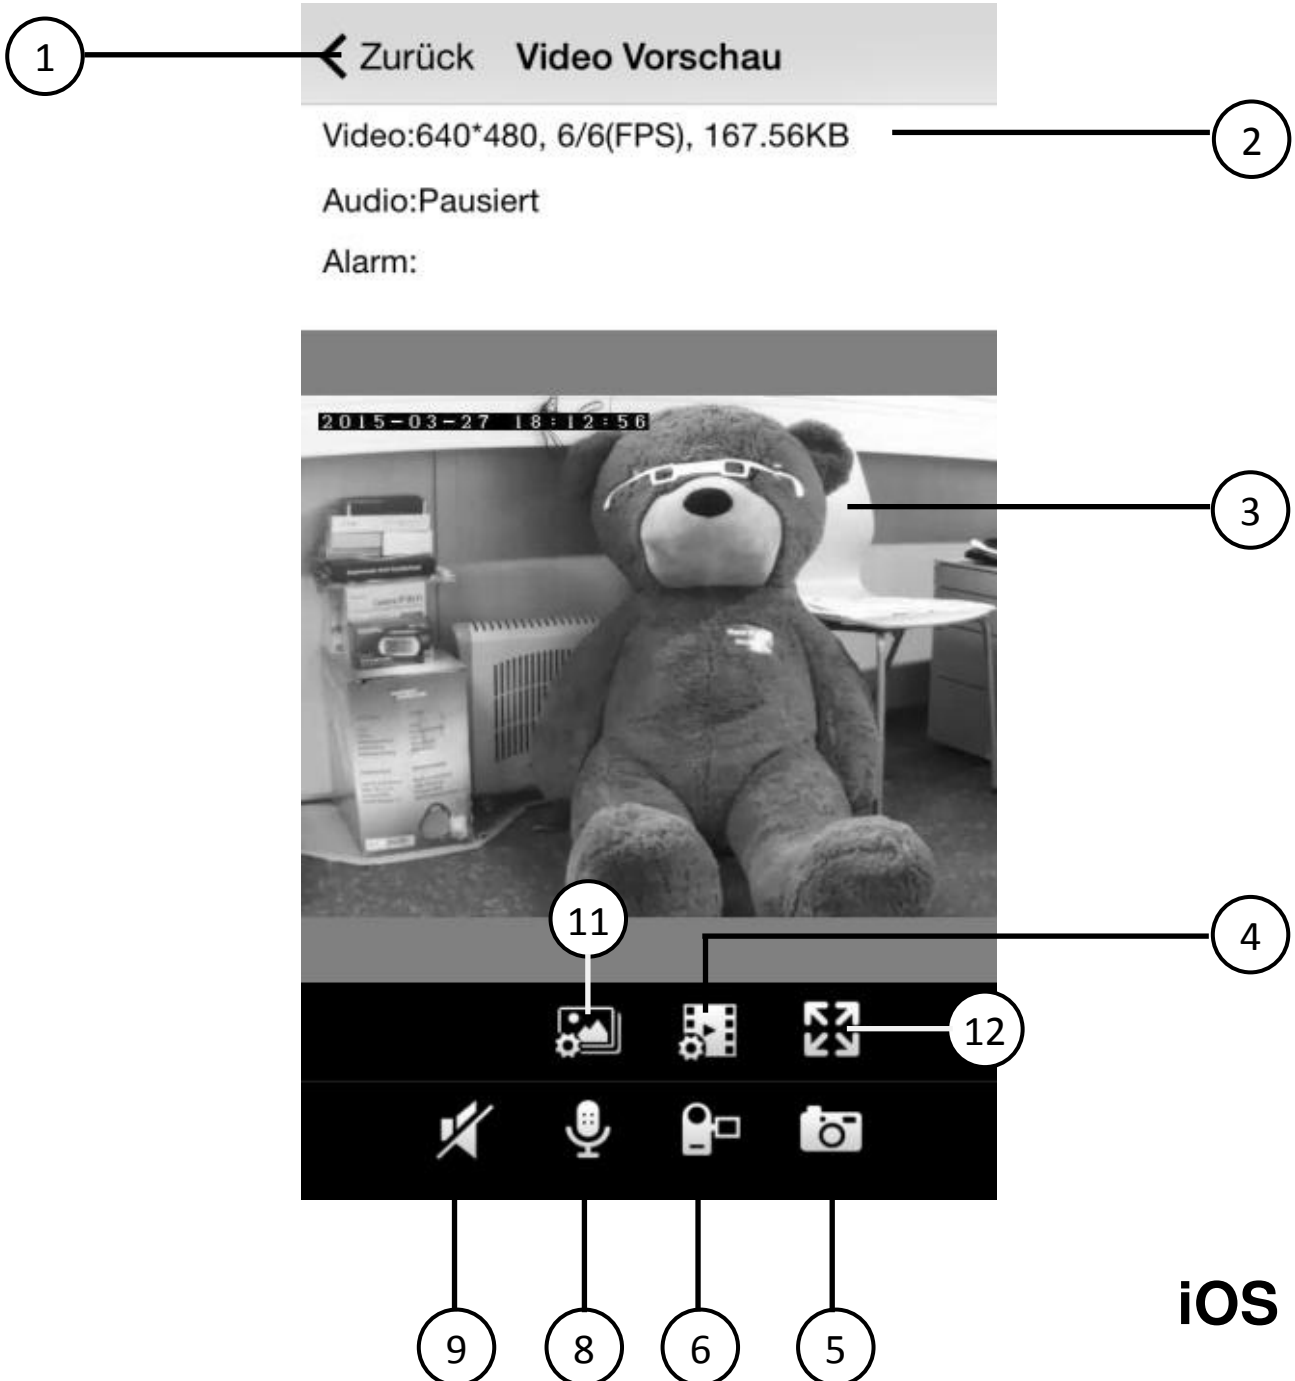 1
Zurück
Video Vorschau
Video:640*480, 6/6(FPS), 167.56KB
2
Audio:Pausiert
Alarm:
2015-03-27 18:12:56
3
11
4
12
9
8
6
5
iOS